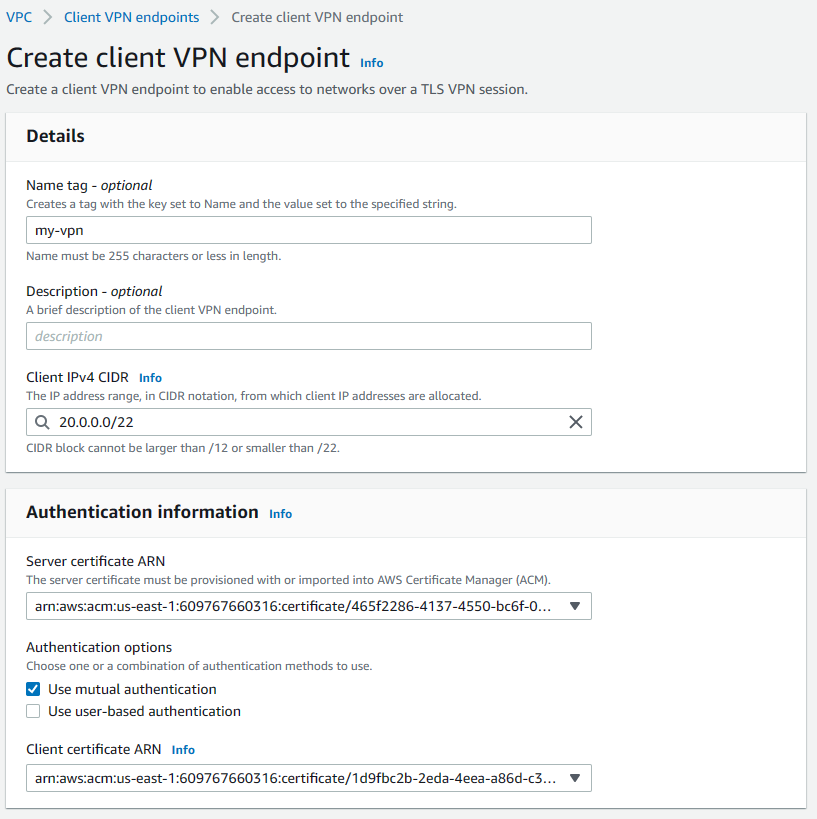 VPC > Client VPN endpoints > Create client VPN endpoint
Create client VPN endpoint Info
Create a client VPN endpoint to enable access to networks over a TLS VPN session.
Details
Name tag - optional
Creates a tag with the key set to Name and the value set to the specified string.
my-vpn
Name must be 255 characters or less in length.
Description - optional
A brief description of the client VPN endpoint.
description
Client IPv4 CIDR Info
The IP address range, in CIDR notation, from which client IP addresses are allocated.
20.0.0.0/22
CIDR block cannot be larger than /12 or smaller than /22.
Authentication information Info
Server certificate ARN
The server certificate must be provisioned with or imported into AWS Certificate Manager (ACM).
arn:aws:acm:us-east-1:609767660316:certificate/465f2286-4137-4550-bc6f-0...
Authentication options
Choose one or a combination of authentication methods to use.
Use mutual authentication
Use user-based authentication
Client certificate ARN Info
arn:aws:acm:us-east-1:609767660316:certificate/1d9fbc2b-2eda-4eea-a86d-c3...